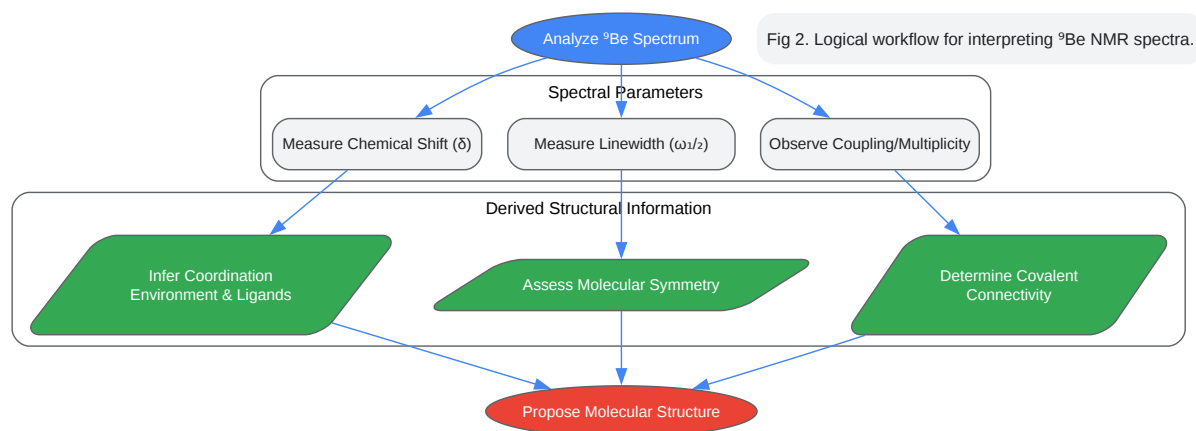 Analyze ⁹Be Spectrum
Fig 2. Logical workflow for interpreting ⁹Be NMR spectra.
Spectral Parameters
Measure Chemical Shift (δ)
Measure Linewidth (ω₁/₂)
Observe Coupling/Multiplicity
Derived Structural Information
Infer Coordination
Environment & Ligands
Assess Molecular Symmetry
Determine Covalent
Connectivity
Propose Molecular Structure